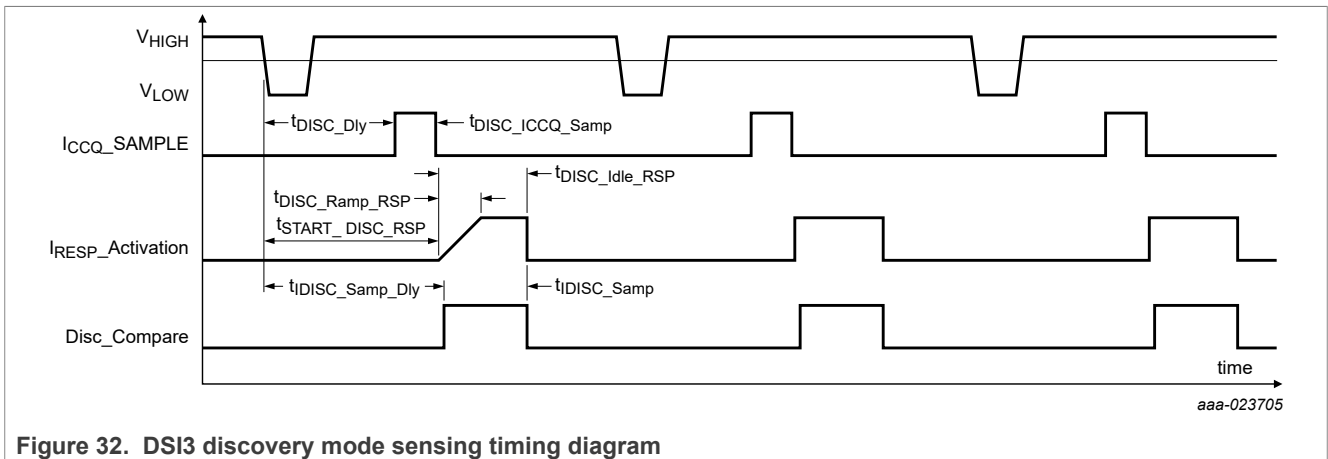 VHIGH
VLOW
tDISC_Dly
tDISC_ICCQ_Samp
ICCQ_SAMPLE
tDISC_Idle_RSP
tDISC_Ramp_RSP
tSTART_ DISC_RSP
IRESP_Activation
tIDISC_Samp_Dly
tIDISC_Samp
Disc_Compare
time
aaa-023705
Figure 32. DSI3 discovery mode sensing timing diagram